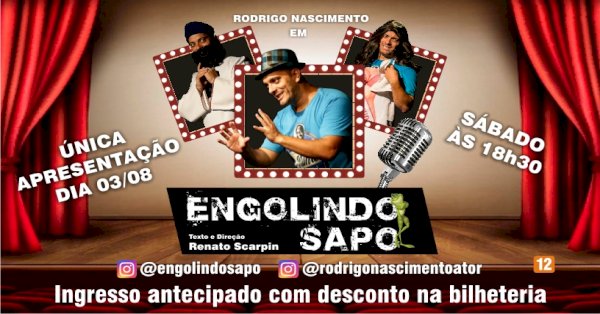 RODRIGO NASCIMENTO
EM
ÚNICA
APRESENTAÇÃO
DIA 03/08
SÁBADO
ÀS 18h30
ENGOLINDO
SAPO
Texto e Direção
Renato Scarpin
@engolindosapo
@rodrigonascimentoator
12
Ingresso antecipado com desconto na bilheteria